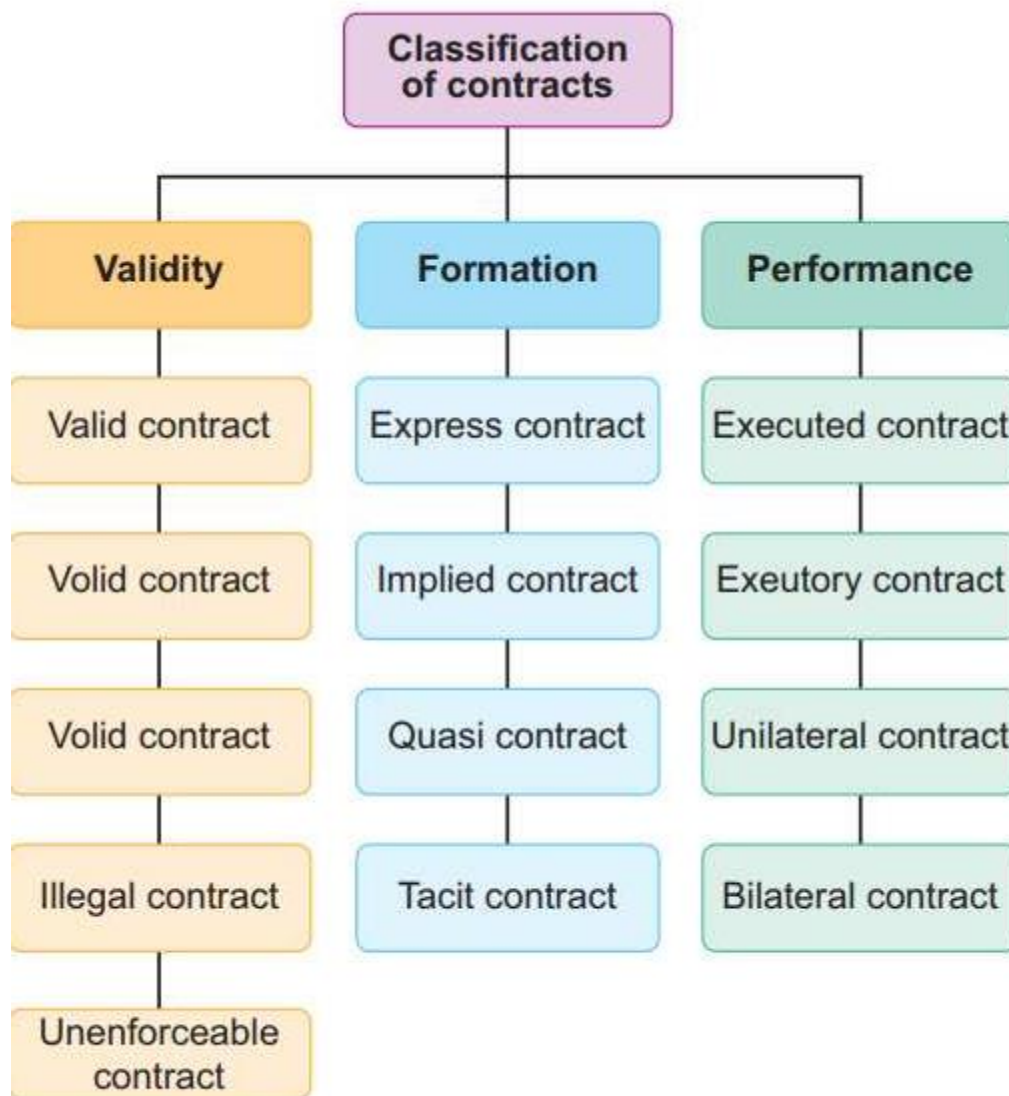 Classification
of contracts
Validity
Formation
Performance
Valid contract
Express contract
Executed contract
Volid contract
Implied contract
Exeutory contract
Volid contract
Quasi contract
Unilateral contract
Illegal contract
Tacit contract
Bilateral contract
Unenforceable
contract